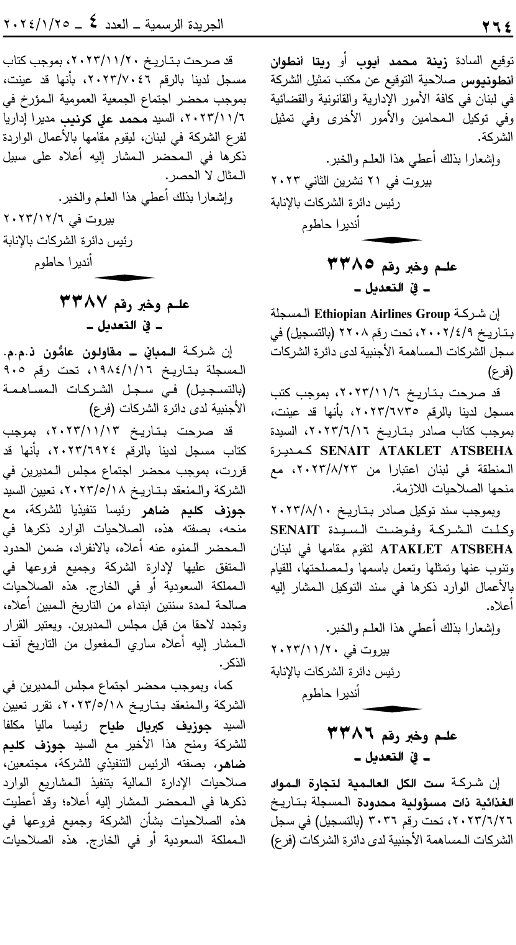 ٢٦٤
الجريدة الرسمية ــ العدد ٤ ــ ٢٠٢٤/١/٢٥
توقيع السادة زينة محمد ايوب أو ريتا انطوان
انطونيوس صلاحية التوقيع عن مكتب تمثيل الشركة
في لبنان في كافة الأمور الإدارية والقانونية والقضائية
وفي توكيل المحامين والأمور الأخرى وفي تمثيل
الشركة.
وإشعارا بذلك أعطي هذا العلم والخبر.
بيروت في ٢١ تشرين الثاني ٢٠٢٣
رئيس دائرة الشركات بالإنابة
أنديرا حاطوم
علم وخبر رقم ٣٣٨٥
ــ في التعديل ــ
إن شركة Ethiopian Airlines Group المسجلة
بتاريخ ٢٠٠٢/٤/٩، تحت رقم ٢٢٠٨ (بالتسجيل) في
سجل الشركات المساهمة الأجنبية لدى دائرة الشركات
(فرع)
قد صرحت بتاريخ ٢٠٢٣/١١/٦، بموجب كتب
مسجل لدينا بالرقم ٢٠٢٣/٦٧٣٥، بأنها قد عينت،
بموجب كتاب صادر بتاريخ ٢٠٢٣/٦/١٦، السيدة
SENAIT ATAKLET ATSBEHA كمديرة
المنطقة في لبنان اعتبارا من ٢٠٢٣/٨/٢٣، مع
منحها الصلاحيات اللازمة.
وبموجب سند توكيل صادر بتاريخ ٢٠٢٣/٨/١٠
وكلت الشركة وفوضت السيدة SENAIT
ATAKLET ATSBEHA لتقوم مقامها في لبنان
وتنوب عنها وتمثلها وتعمل باسمها ولمصلحتها، للقيام
بالأعمال الوارد ذكرها في سند التوكيل المشار إليه
أعلاه.
وإشعارا بذلك أعطي هذا العلم والخبر.
بيروت في ٢٠٢٣/١١/٢٠
رئيس دائرة الشركات بالإنابة
أنديرا حاطوم
علم وخبر رقم ٣٣٨٦
ــ في التعديل ــ
إن شركة ست الكل العالمية لتجارة المواد
الغذائية ذات مسؤولية محدودة المسجلة بتاريخ
٢٠٢٣/٦/٢٦، تحت رقم ٣٠٣٦ (بالتسجيل) في سجل
الشركات المساهمة الأجنبية لدى دائرة الشركات (فرع)
قد صرحت بتاريخ ٢٠٢٣/١١/٢٠، بموجب كتاب
مسجل لدينا بالرقم ٢٠٢٣/٧٠٤٦، بأنها قد عينت،
بموجب محضر اجتماع الجمعية العمومية المؤرخ في
٢٠٢٣/١١/٦، السيد محمد علي كرنيب مديرا إداريا
لفرع الشركة في لبنان، ليقوم مقامها بالأعمال الواردة
ذكرها في المحضر المشار إليه أعلاه على سبيل
المثال لا الحصر.
وإشعارا بذلك أعطي هذا العلم والخبر.
بيروت في ٢٠٢٣/١٢/٦
رئيس دائرة الشركات بالإنابة
أنديرا حاطوم
علم وخبر رقم ٣٣٨٧
ــ في التعديل ــ
إن شركة المباني ــ مقاولون عامّون ذ.م.م.
المسجلة بتاريخ ١٩٨٤/١/١٦، تحت رقم ٩٠٥
(بالتسجيل) في سجل الشركات المساهمة
الأجنبية لدى دائرة الشركات (فرع)
قد صرحت بتاريخ ٢٠٢٣/١١/١٣، بموجب
كتاب مسجل لدينا بالرقم ٢٠٢٣/٦٩٢٤، بأنها قد
قررت، بموجب محضر اجتماع مجلس المديرين في
الشركة والمنعقد بتاريخ ٢٠٢٣/٥/١٨، تعيين السيد
جوزف كليم ضاهر رئيسا تنفيذيا للشركة، مع
منحه، بصفته هذه، الصلاحيات الوارد ذكرها في
المحضر المنوه عنه أعلاه، بالانفراد، ضمن الحدود
المتفق عليها لإدارة الشركة وجميع فروعها في
المملكة السعودية أو في الخارج. هذه الصلاحيات
صالحة لمدة سنتين ابتداء من التاريخ المبين أعلاه،
وتجدد لاحقا من قبل مجلس المديرين. ويعتبر القرار
المشار إليه أعلاه ساري المفعول من التاريخ آنف
الذكر.
كما، وبموجب محضر اجتماع مجلس المديرين في
الشركة والمنعقد بتاريخ ٢٠٢٣/٥/١٨، تقرر تعيين
السيد جوزيف كبريال طباح رئيسا ماليا مكلفا
للشركة ومنح هذا الأخير مع السيد جوزف كليم
ضاهر، بصفته الرئيس التنفيذي للشركة، مجتمعين،
صلاحيات الإدارة المالية بتنفيذ المشاريع الوارد
ذكرها في المحضر المشار إليه أعلاه؛ وقد أعطيت
هذه الصلاحيات بشأن الشركة وجميع فروعها في
المملكة السعودية أو في الخارج. هذه الصلاحيات